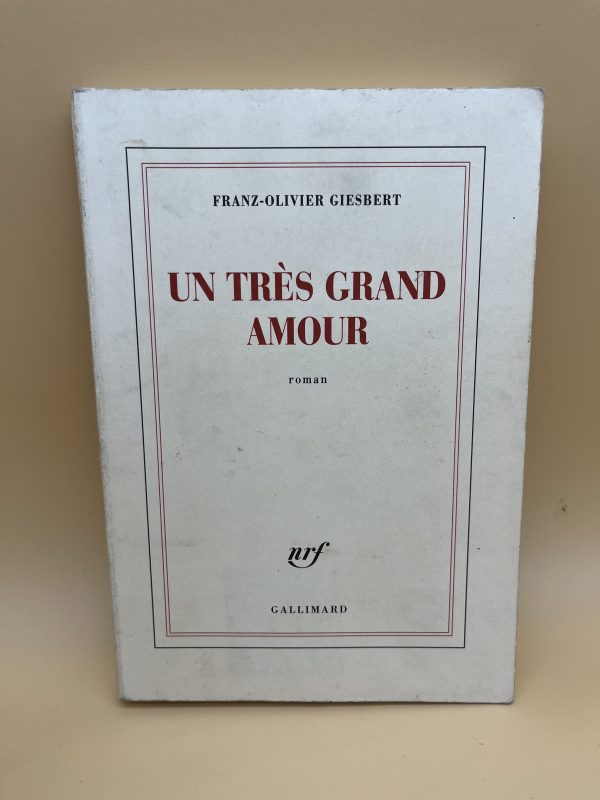 FRANZ-OLIVIER GIESBERT
UN TRÈS GRAND
AMOUR
roman
nrf
GALLIMARD